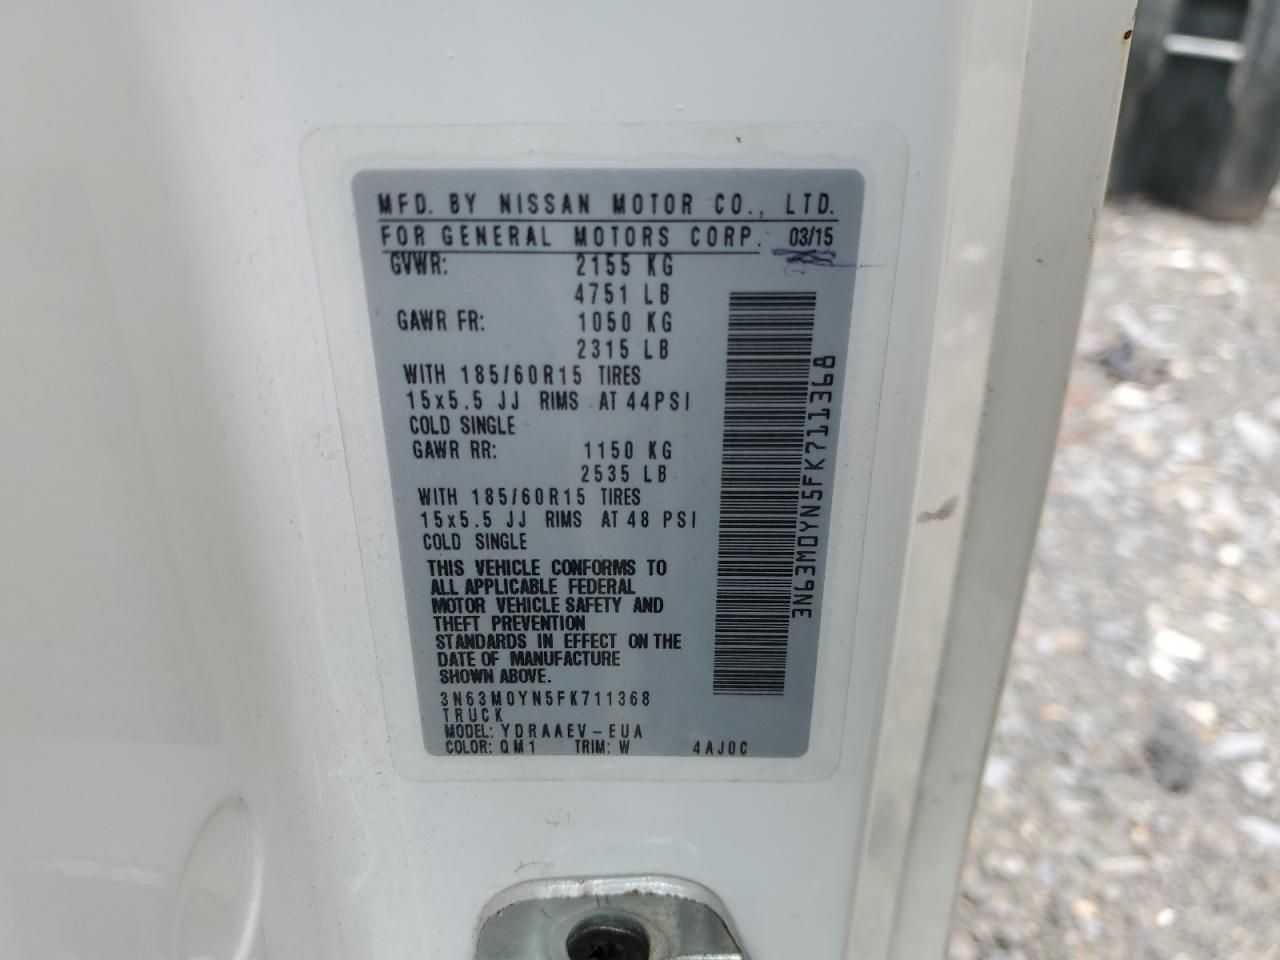 MFD. BY NISSAN MOTOR CO., LTD.
FOR GENERAL MOTORS CORP. 03/15
GVWR: 2155 KG
4751 LB
GAWR FR: 1050 KG
2315 LB
WITH 185/60R15 TIRES
15x5.5 JJ RIMS AT 44PSI
COLD SINGLE
GAWR RR: 1150 KG
2535 LB
WITH 185/60R15 TIRES
15x5.5 JJ RIMS AT 48 PSI
COLD SINGLE
THIS VEHICLE CONFORMS TO
ALL APPLICABLE FEDERAL
MOTOR VEHICLE SAFETY AND
THEFT PREVENTION
STANDARDS IN EFFECT ON THE
DATE OF MANUFACTURE
SHOWN ABOVE.
3N63M0YN5FK711368
TRUCK
MODEL: YDRAAEV-EUA
COLOR: QM1 TRIM: W 4AJ0C
3N63M0YN5FK711368